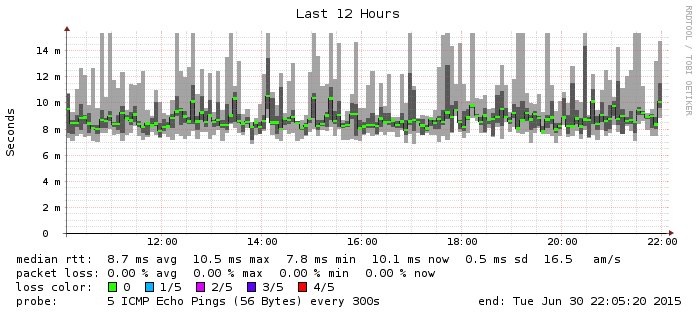 Last 12 Hours
RRDTOOL / TOBI OETIKER
Seconds
14 m
12 m
10 m
8 m
6 m
4 m
2 m
0
12:00 14:00 16:00 18:00 20:00 22:00
median rtt: 8.7 ms avg 10.5 ms max 7.8 ms min 10.1 ms now 0.5 ms sd 16.5 am/s
packet loss: 0.00 % avg 0.00 % max 0.00 % min 0.00 % now
loss color: 0 1/5 2/5 3/5 4/5
probe: 5 ICMP Echo Pings (56 Bytes) every 300s end: Tue Jun 30 22:05:20 2015